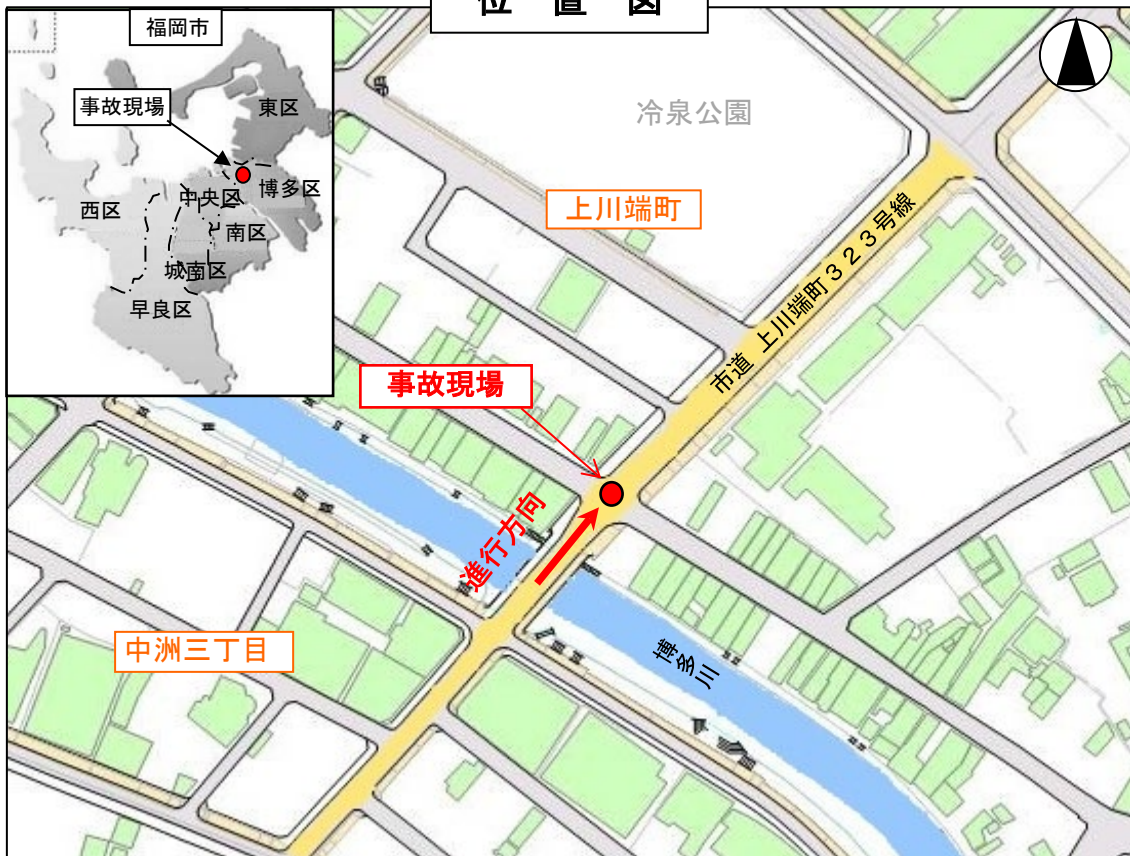 位 置 図
福岡市
事故現場
東区
博多区
中央区
西区
南区
城南区
早良区
冷泉公園
上川端町
市道 上川端町３２３号線
事故現場
進行方向
中洲三丁目
博多川